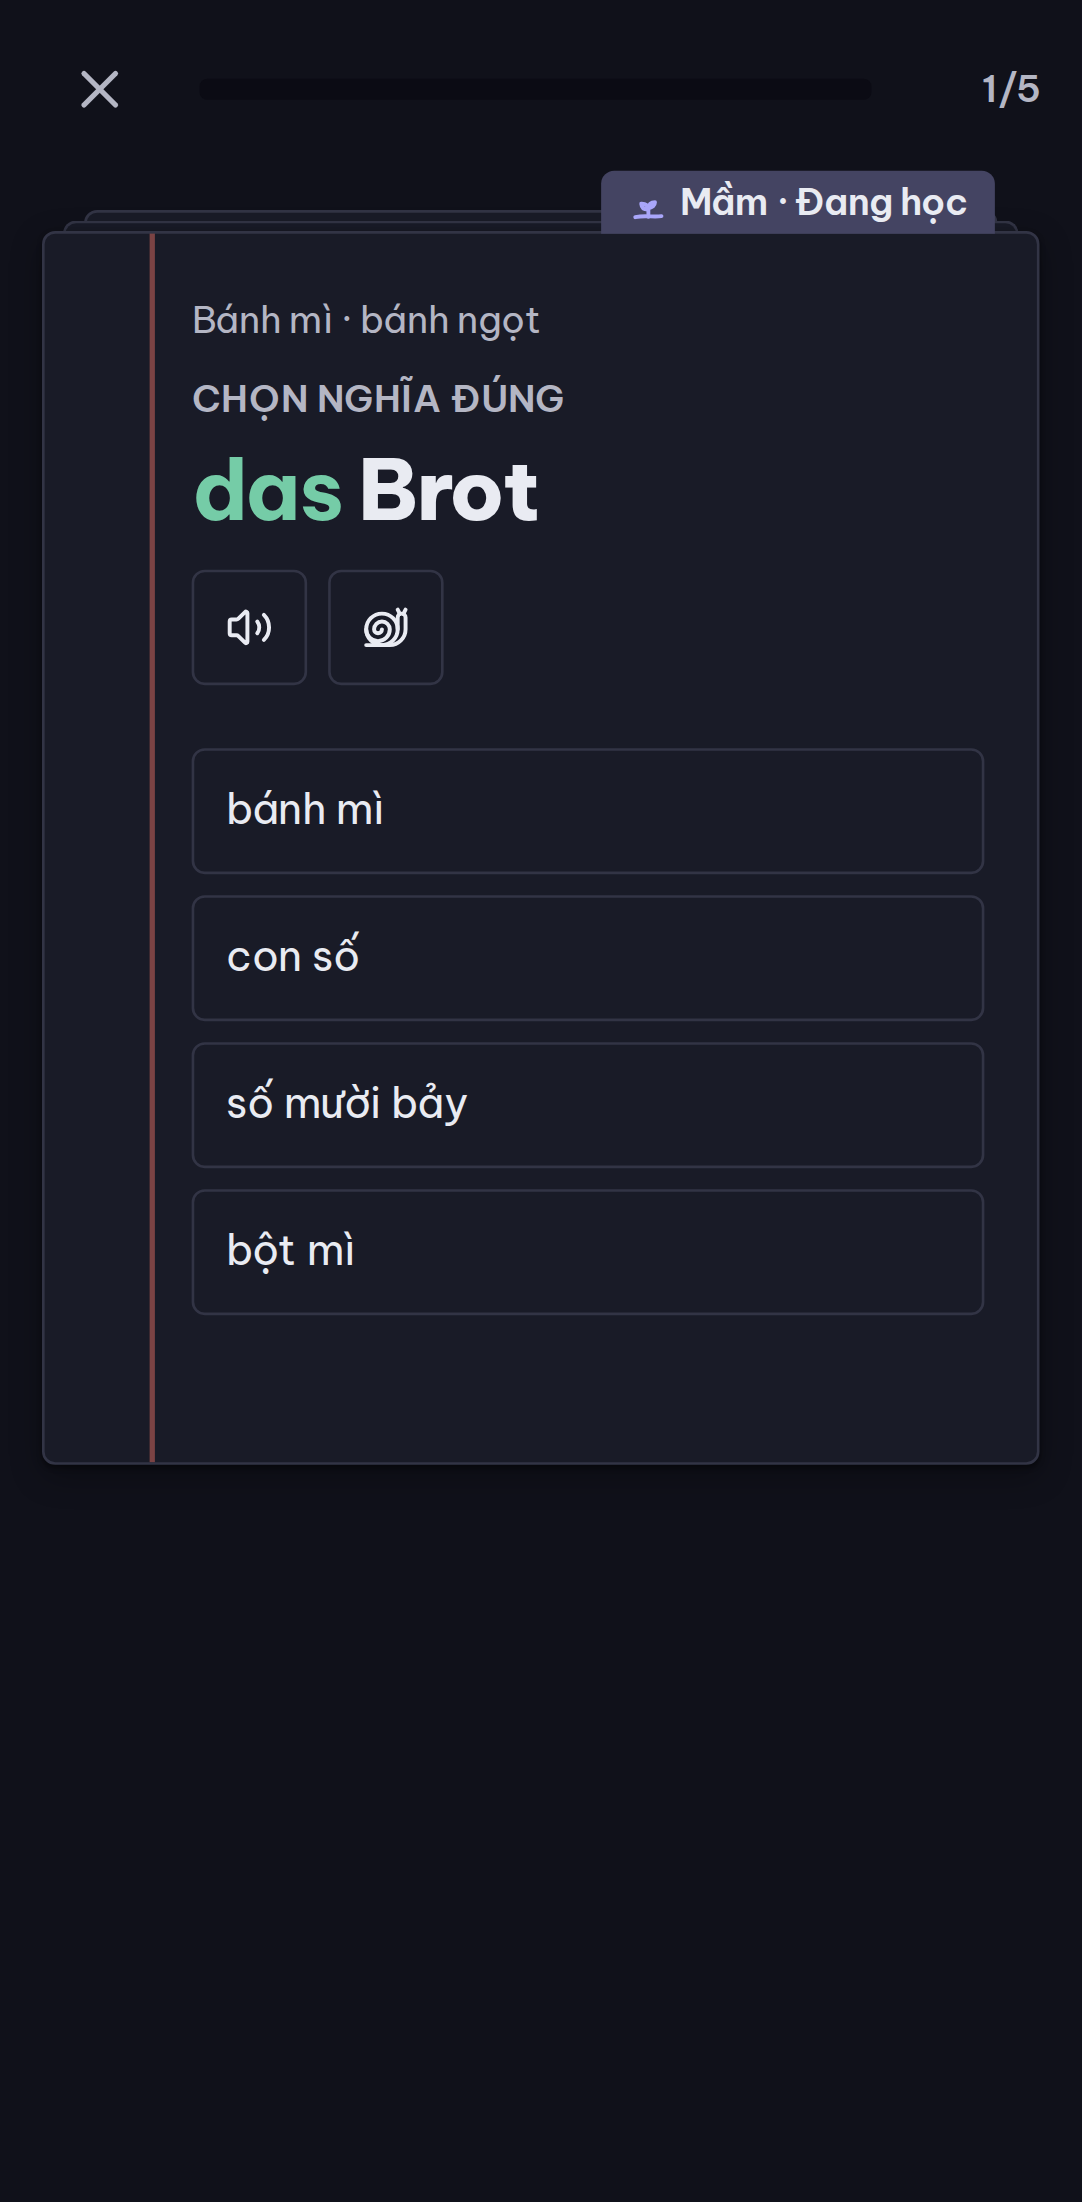 1/5
Mầm · Đang học
Bánh mì · bánh ngọt
CHỌN NGHĨA ĐÚNG
das Brot
bánh mì
con số
số mười bảy
bột mì